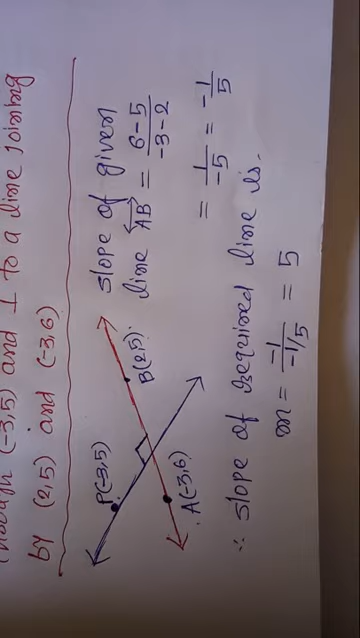 through (-3,5) and ⊥ to a line joining
by (2,5) and (-3,6)
P(-3,5)
B(2,5).
A(-3,6)
slope of given
line AB = 6-5 / -3-2
= 1/-5 = -1/5
∴ slope of required line is.
m = -1 / -1/5 = 5